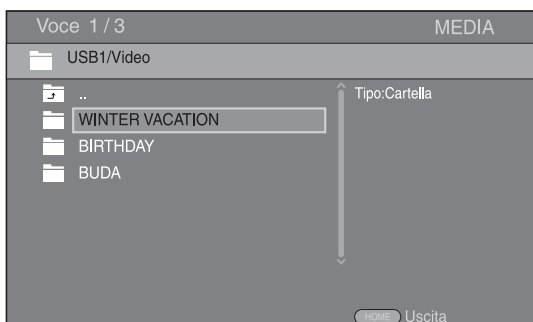 Voce 1/3 MEDIA
USB1/Video
.. Tipo:Cartella
WINTER VACATION
BIRTHDAY
BUDA
HOME Uscita